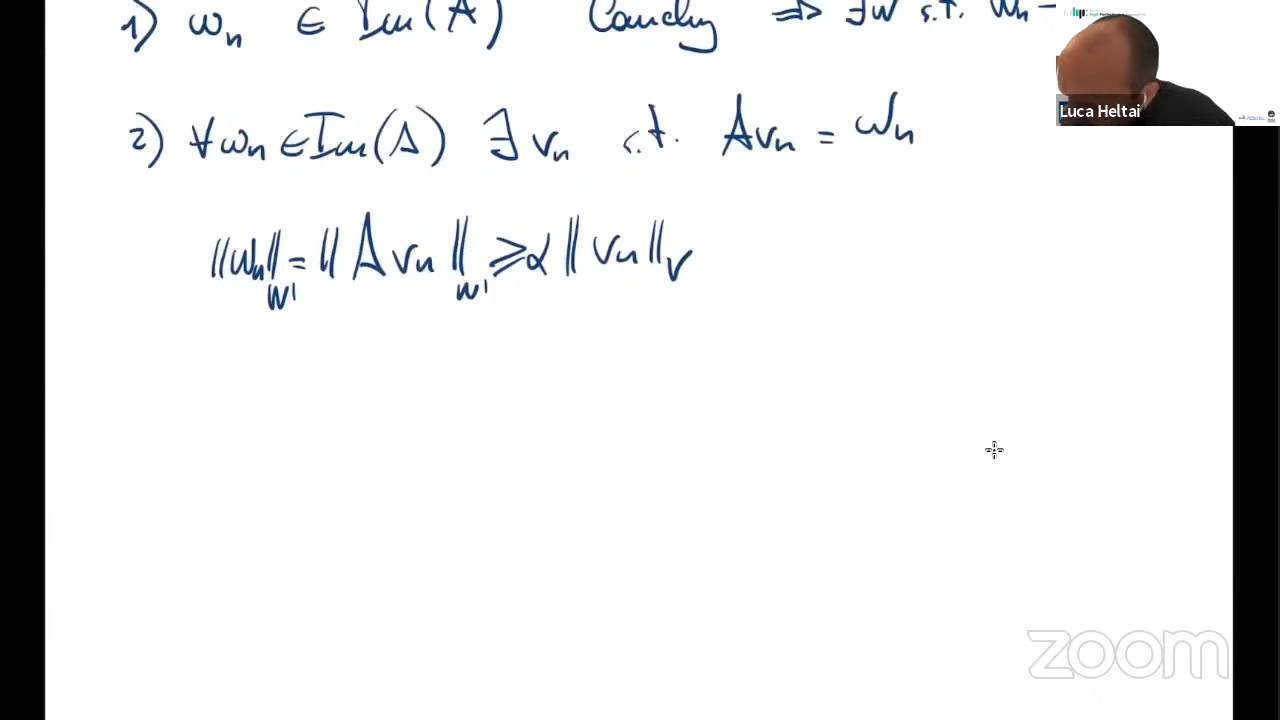 1) wₙ ∈ Im(A) Cauchy ⇒ ∃w s.t. wₙ -
Luca Heltai
2) ∀wₙ ∈ Im(A) ∃ vₙ s.t. Avₙ = wₙ
||wₙ||_W' = ||Avₙ||_W' ≥ α||vₙ||_V
zoom